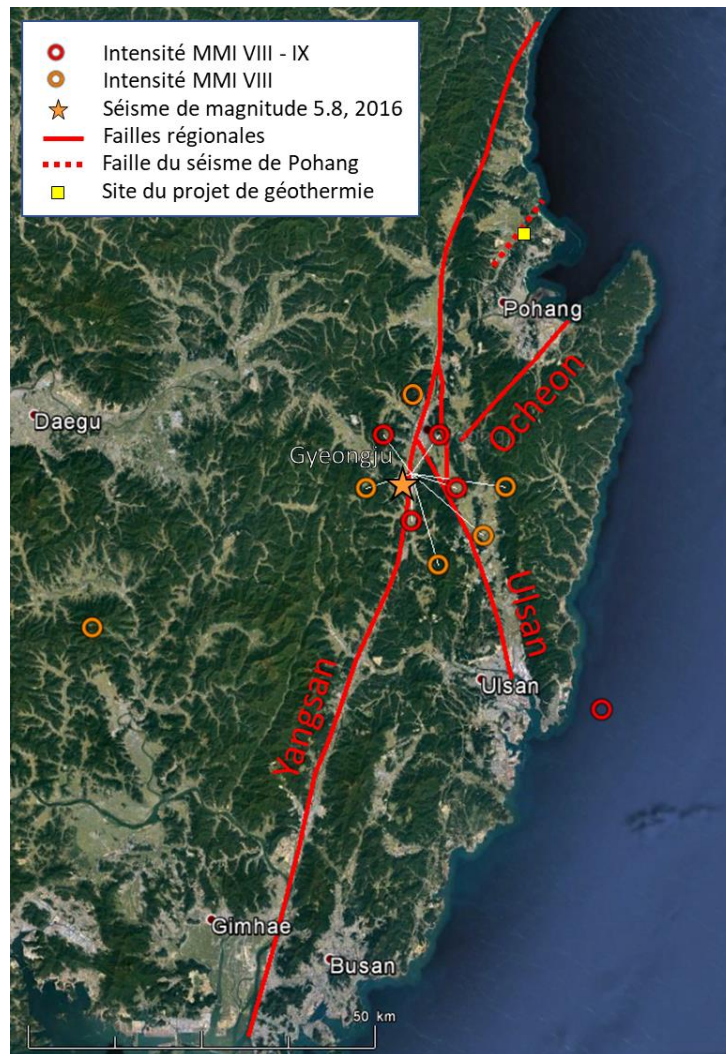 Intensité MMI VIII - IX
Intensité MMI VIII
Séisme de magnitude 5.8, 2016
Failles régionales
Faille du séisme de Pohang
Site du projet de géothermie
Pohang
Ocheon
Daegu
Gyeongju
Ulsan
Ulsan
Yangsan
Gimhae
Busan
50 km